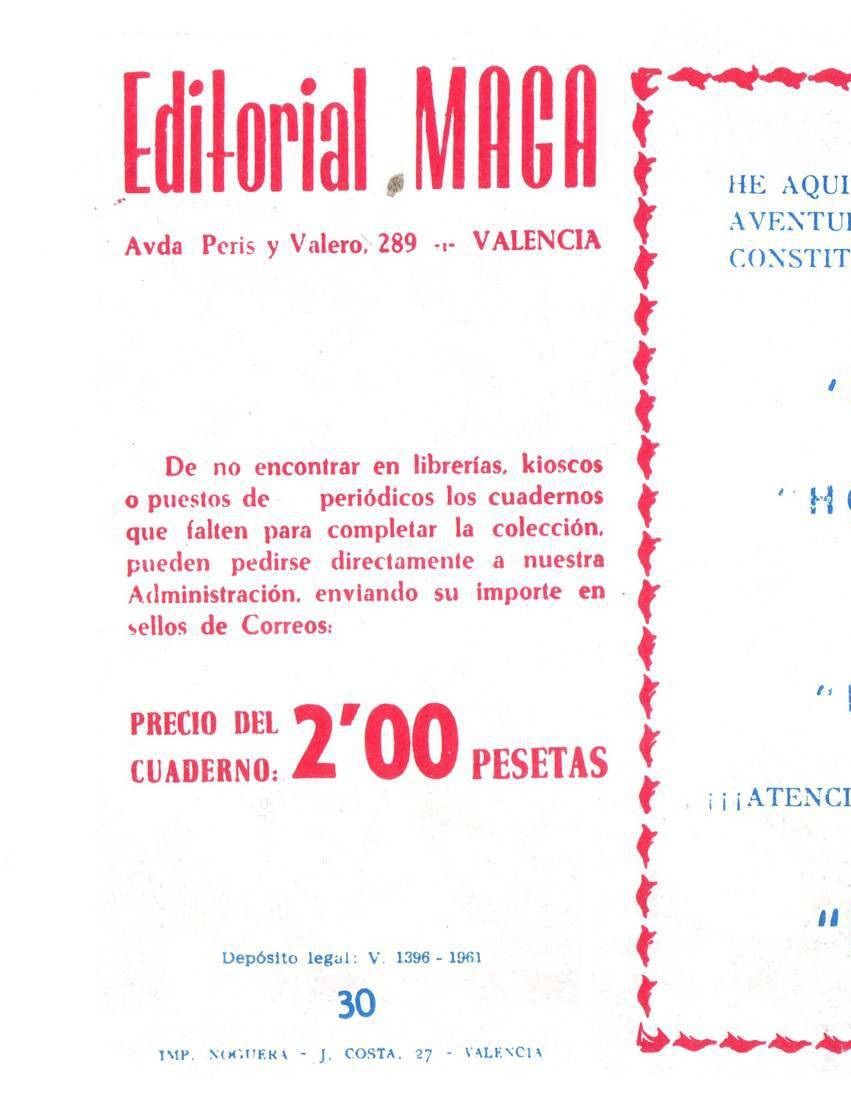 Editorial MAGA
Avda Peris y Valero, 289 -:- VALENCIA
De no encontrar en librerías, kioscos
o puestos de periódicos los cuadernos
que falten para completar la colección,
pueden pedirse directamente a nuestra
Administración, enviando su importe en
sellos de Correos:
PRECIO DEL
CUADERNO: 2'00 PESETAS
Depósito legal: V. 1396 - 1961
30
IMP. NOGUERA - J. COSTA, 27 - VALENCIA
HE AQUI
AVENTU
CONSTIT
"H
¡¡¡ATENCI